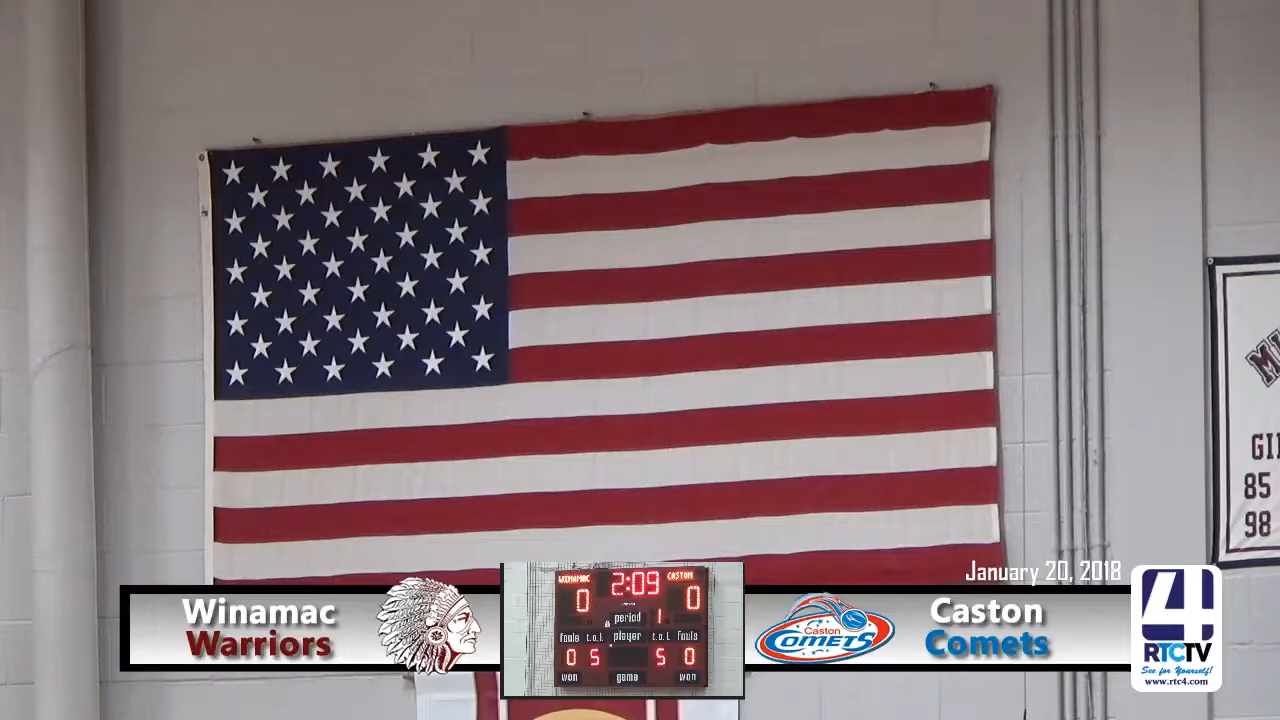 GI
85
98
January 20, 2018
Winamac
Warriors
WINAMAC
2:09
CASTON
0
0
period
1
fouls t.o.l player t.o.l fouls
0 5
5 0
won game won
Caston
Comets
Caston
COMETS
4
RTCTV
See for Yourself!
www.rtc4.com